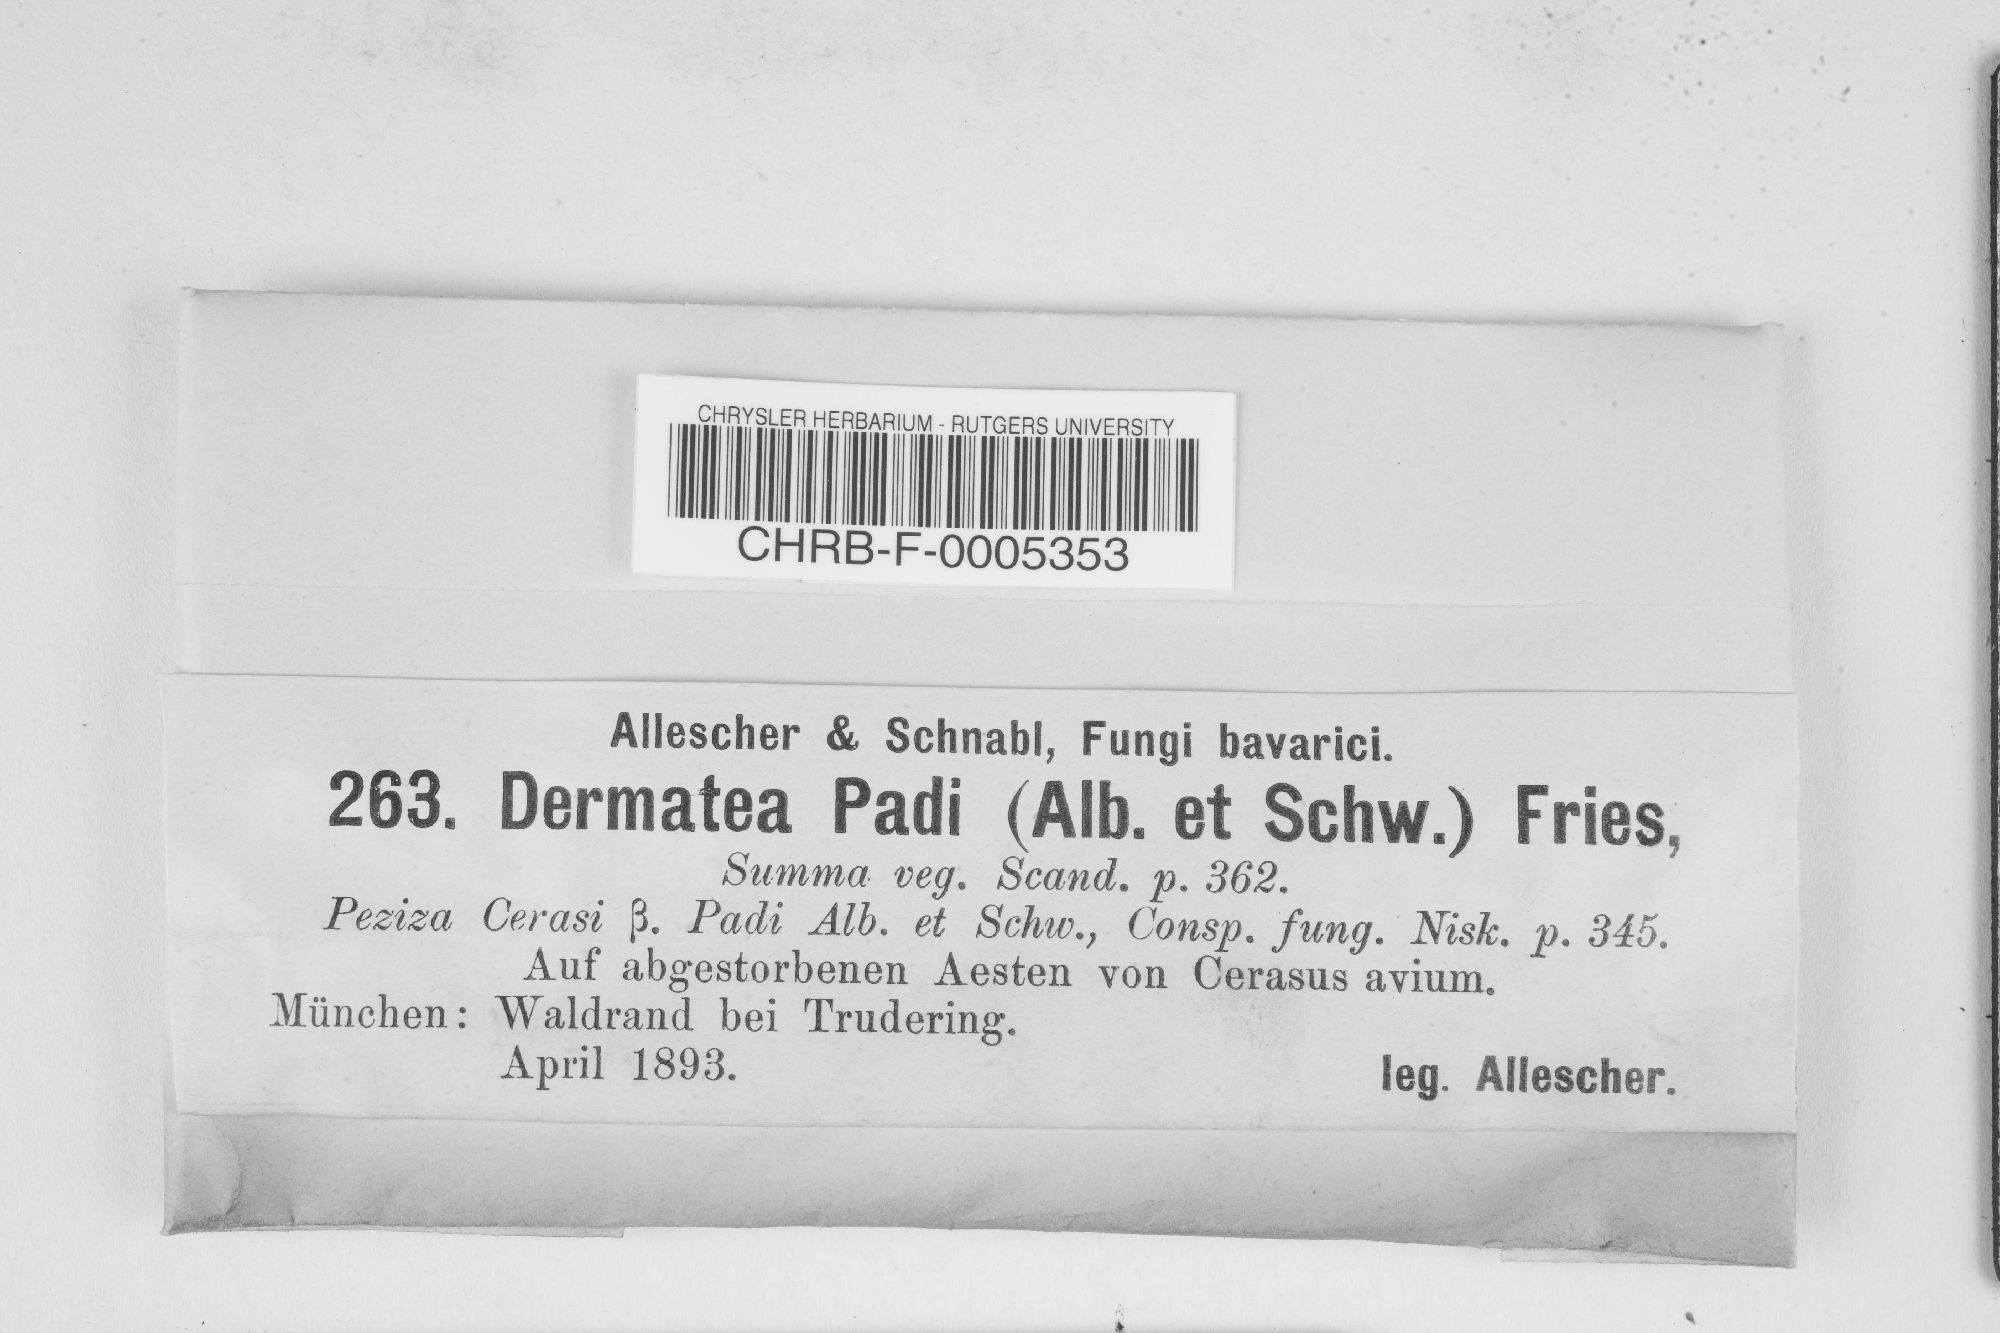 CHRYSLER HERBARIUM - RUTGERS UNIVERSITY
CHRB-F-0005353
Allescher & Schnabl, Fungi bavarici.
263. Dermatea Padi (Alb. et Schw.) Fries,
Summa veg. Scand. p. 362.
Peziza Cerasi β. Padi Alb. et Schw., Consp. fung. Nisk. p. 345.
Auf abgestorbenen Aesten von Cerasus avium.
München: Waldrand bei Trudering.
April 1893.
leg. Allescher.